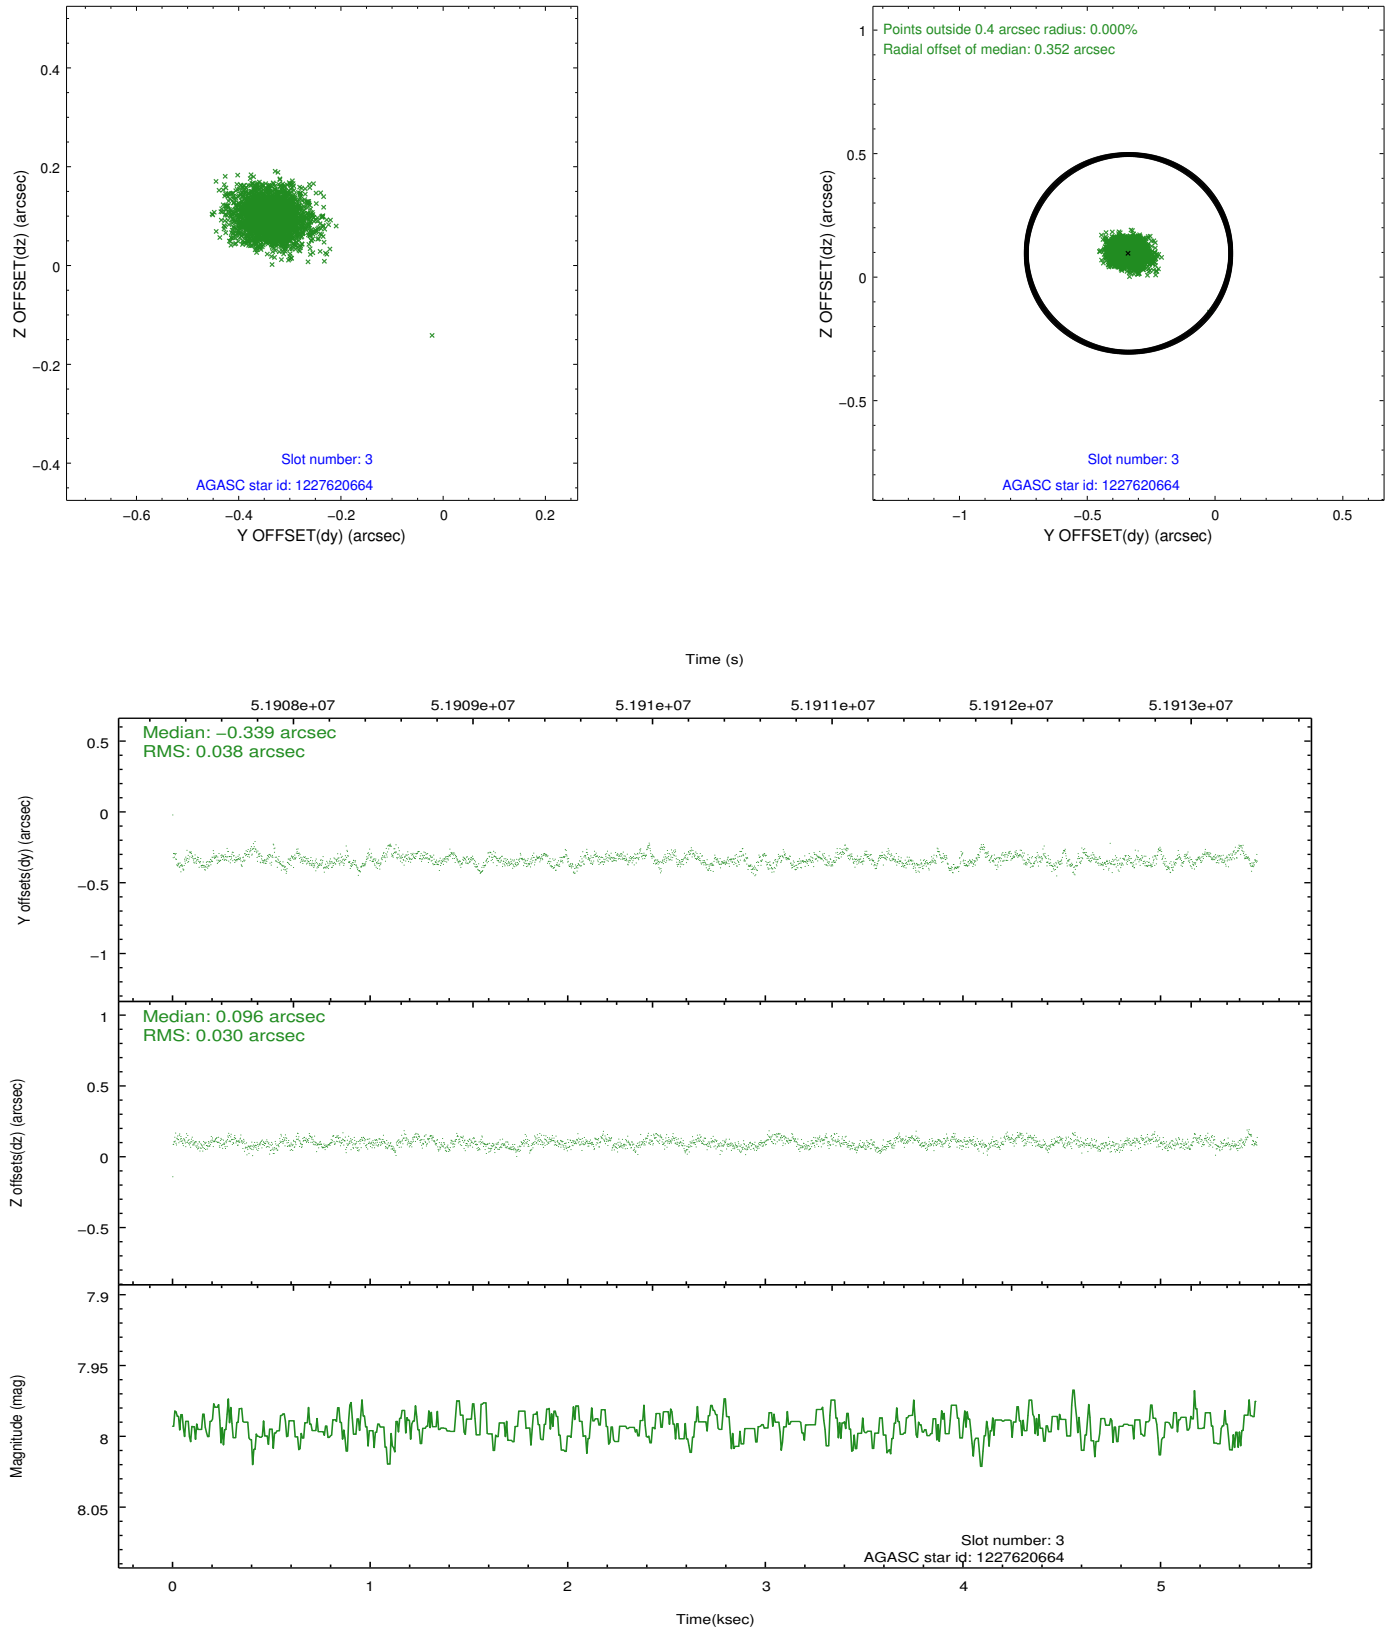 0.4
0.2
0
−0.2
−0.4
Z OFFSET(dz) (arcsec)
Slot number: 3
AGASC star id: 1227620664
−0.6
−0.4
−0.2
0
0.2
Y OFFSET(dy) (arcsec)
Points outside 0.4 arcsec radius: 0.000%
Radial offset of median: 0.352 arcsec
1
0.5
0
−0.5
Z OFFSET(dz) (arcsec)
Slot number: 3
AGASC star id: 1227620664
−1
−0.5
0
0.5
Y OFFSET(dy) (arcsec)
Time (s)
5.1908e+07
5.1909e+07
5.191e+07
5.1911e+07
5.1912e+07
5.1913e+07
Median: −0.339 arcsec
RMS: 0.038 arcsec
0.5
0
−0.5
−1
Y offsets(dy) (arcsec)
Median: 0.096 arcsec
RMS: 0.030 arcsec
1
0.5
0
−0.5
Z offsets(dz) (arcsec)
7.9
7.95
8
8.05
Magnitude (mag)
Slot number: 3
AGASC star id: 1227620664
0
1
2
3
4
5
Time(ksec)